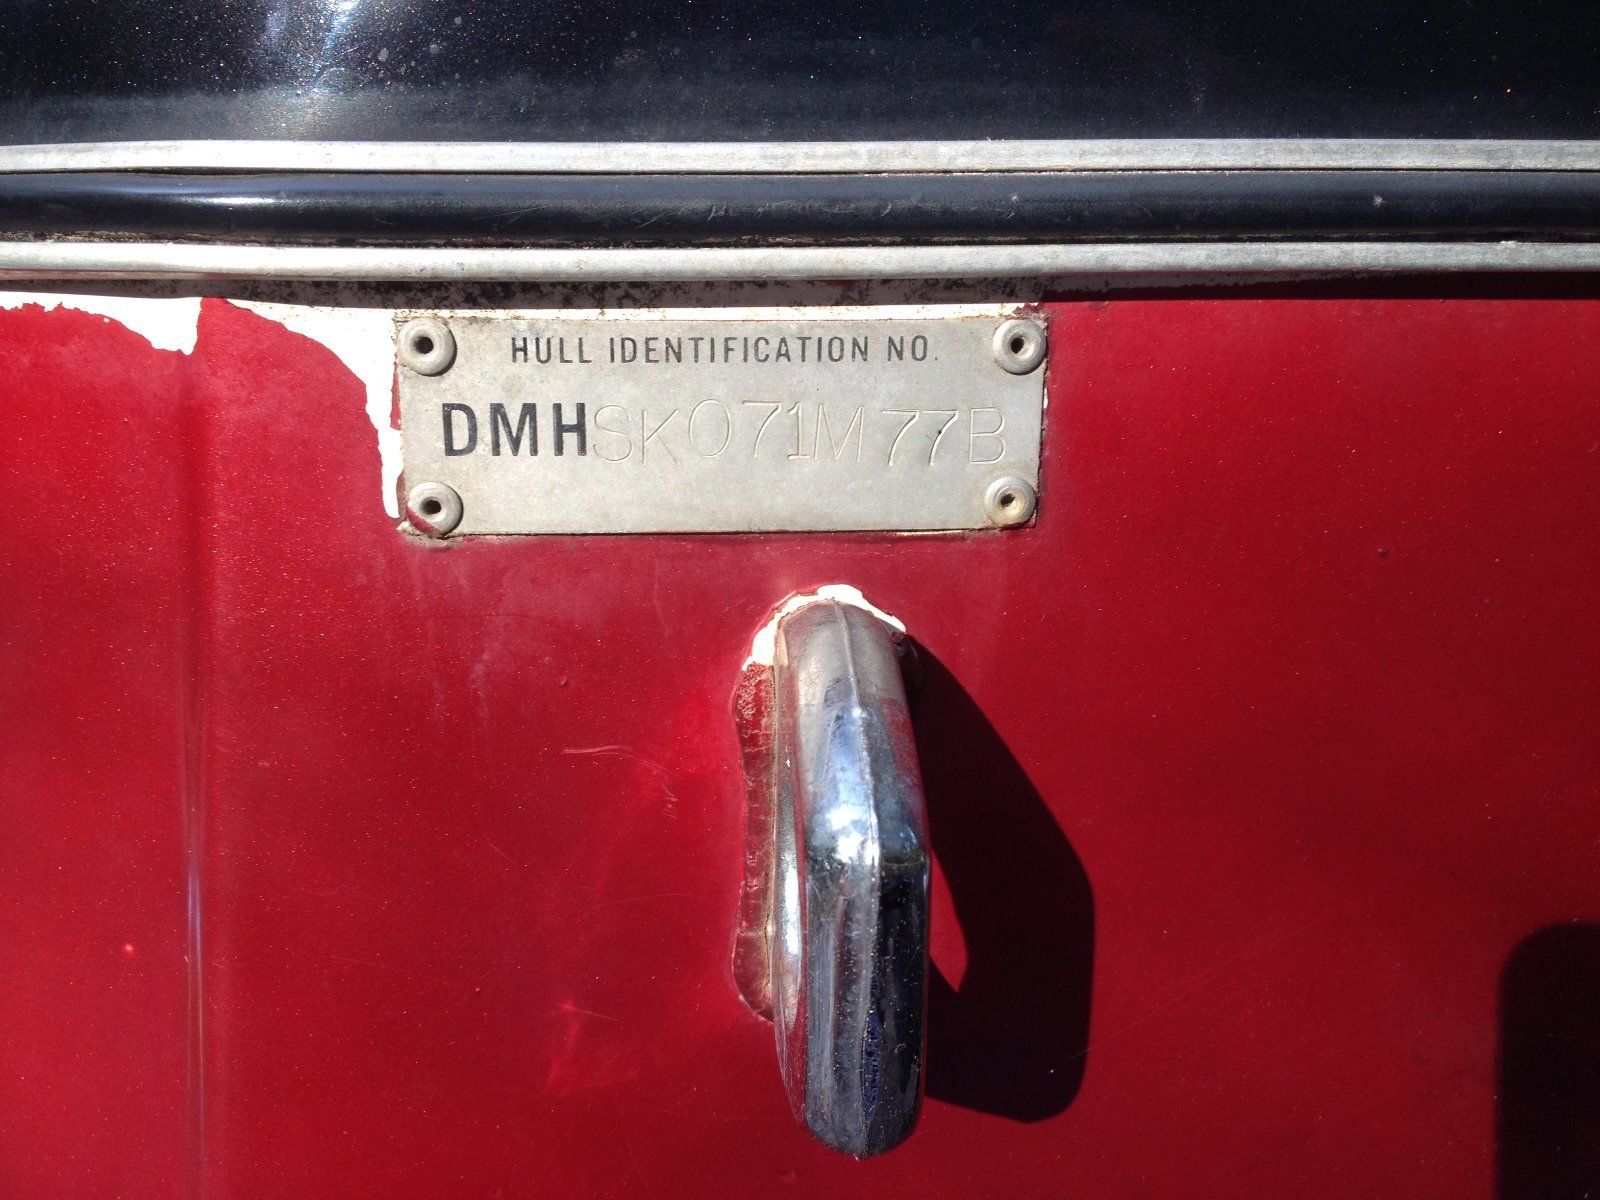 HULL IDENTIFICATION NO.
DMHSK071M77B